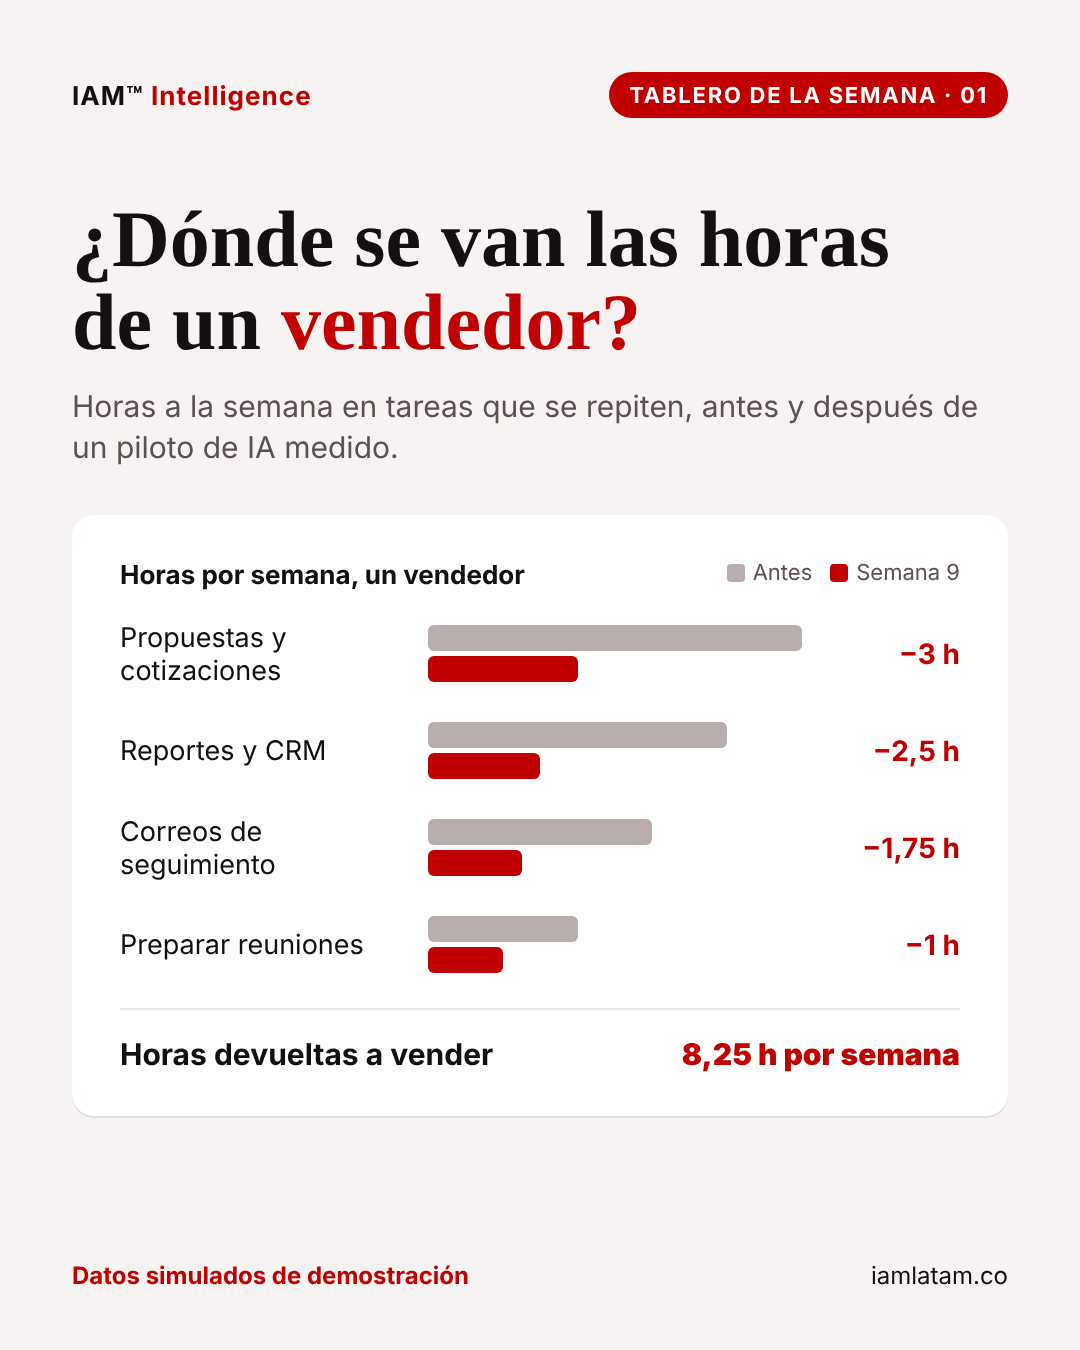 IAM™ Intelligence
TABLERO DE LA SEMANA · 01
¿Dónde se van las horas
de un vendedor?
Horas a la semana en tareas que se repiten, antes y después de
un piloto de IA medido.
Horas por semana, un vendedor
Antes
Semana 9
Propuestas y
cotizaciones
−3 h
Reportes y CRM
−2,5 h
Correos de
seguimiento
−1,75 h
Preparar reuniones
−1 h
Horas devueltas a vender
8,25 h por semana
Datos simulados de demostración
iamlatam.co